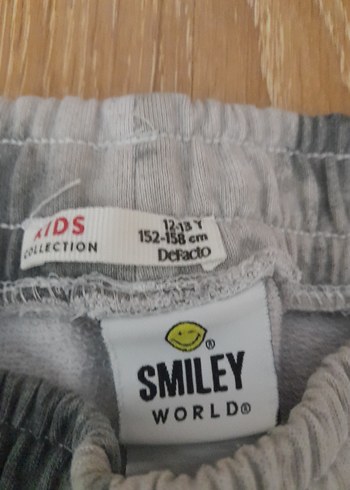 KIDS
COLLECTION
12-13 Y
152-158 cm
DeFacto
®
SMILEY
WORLD®